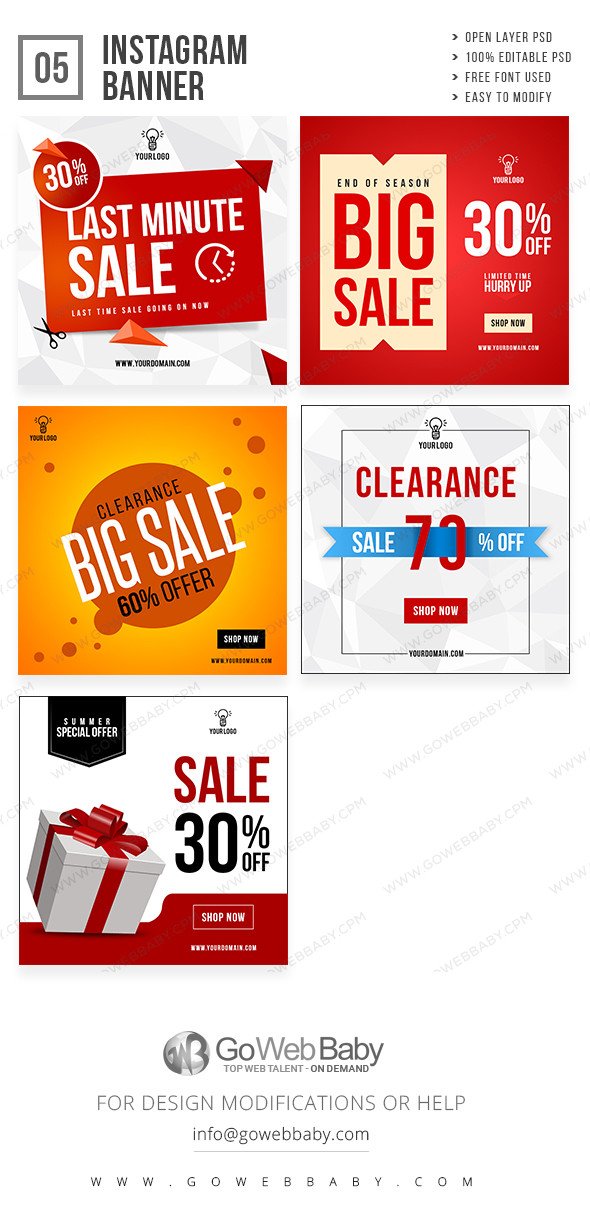 05
INSTAGRAM
BANNER
> OPEN LAYER PSD
> 100% EDITABLE PSD
> FREE FONT USED
> EASY TO MODIFY
YOURLOGO
30%
OFF
LAST MINUTE
SALE
LAST TIME SALE GOING ON NOW
WWW.YOURDOMAIN.COM
END OF SEASON
BIG
SALE
YOURLOGO
30%
OFF
LIMITED TIME
HURRY UP
SHOP NOW
WWW.YOURDOMAIN.COM
YOURLOGO
CLEARANCE
BIG SALE
60% OFFER
SHOP NOW
WWW.YOURDOMAIN.COM
YOURLOGO
CLEARANCE
SALE 70 % OFF
SHOP NOW
YOURDOMAIN.COM
SUMMER
SPECIAL OFFER
YOURLOGO
SALE
30%
OFF
SHOP NOW
WWW.YOURDOMAIN.COM
WWW.GOWEBBABY.CPM
GoWebBaby
TOP WEB TALENT - ON DEMAND
FOR DESIGN MODIFICATIONS OR HELP
info@gowebbaby.com
WWW.GOWEBBABY.COM